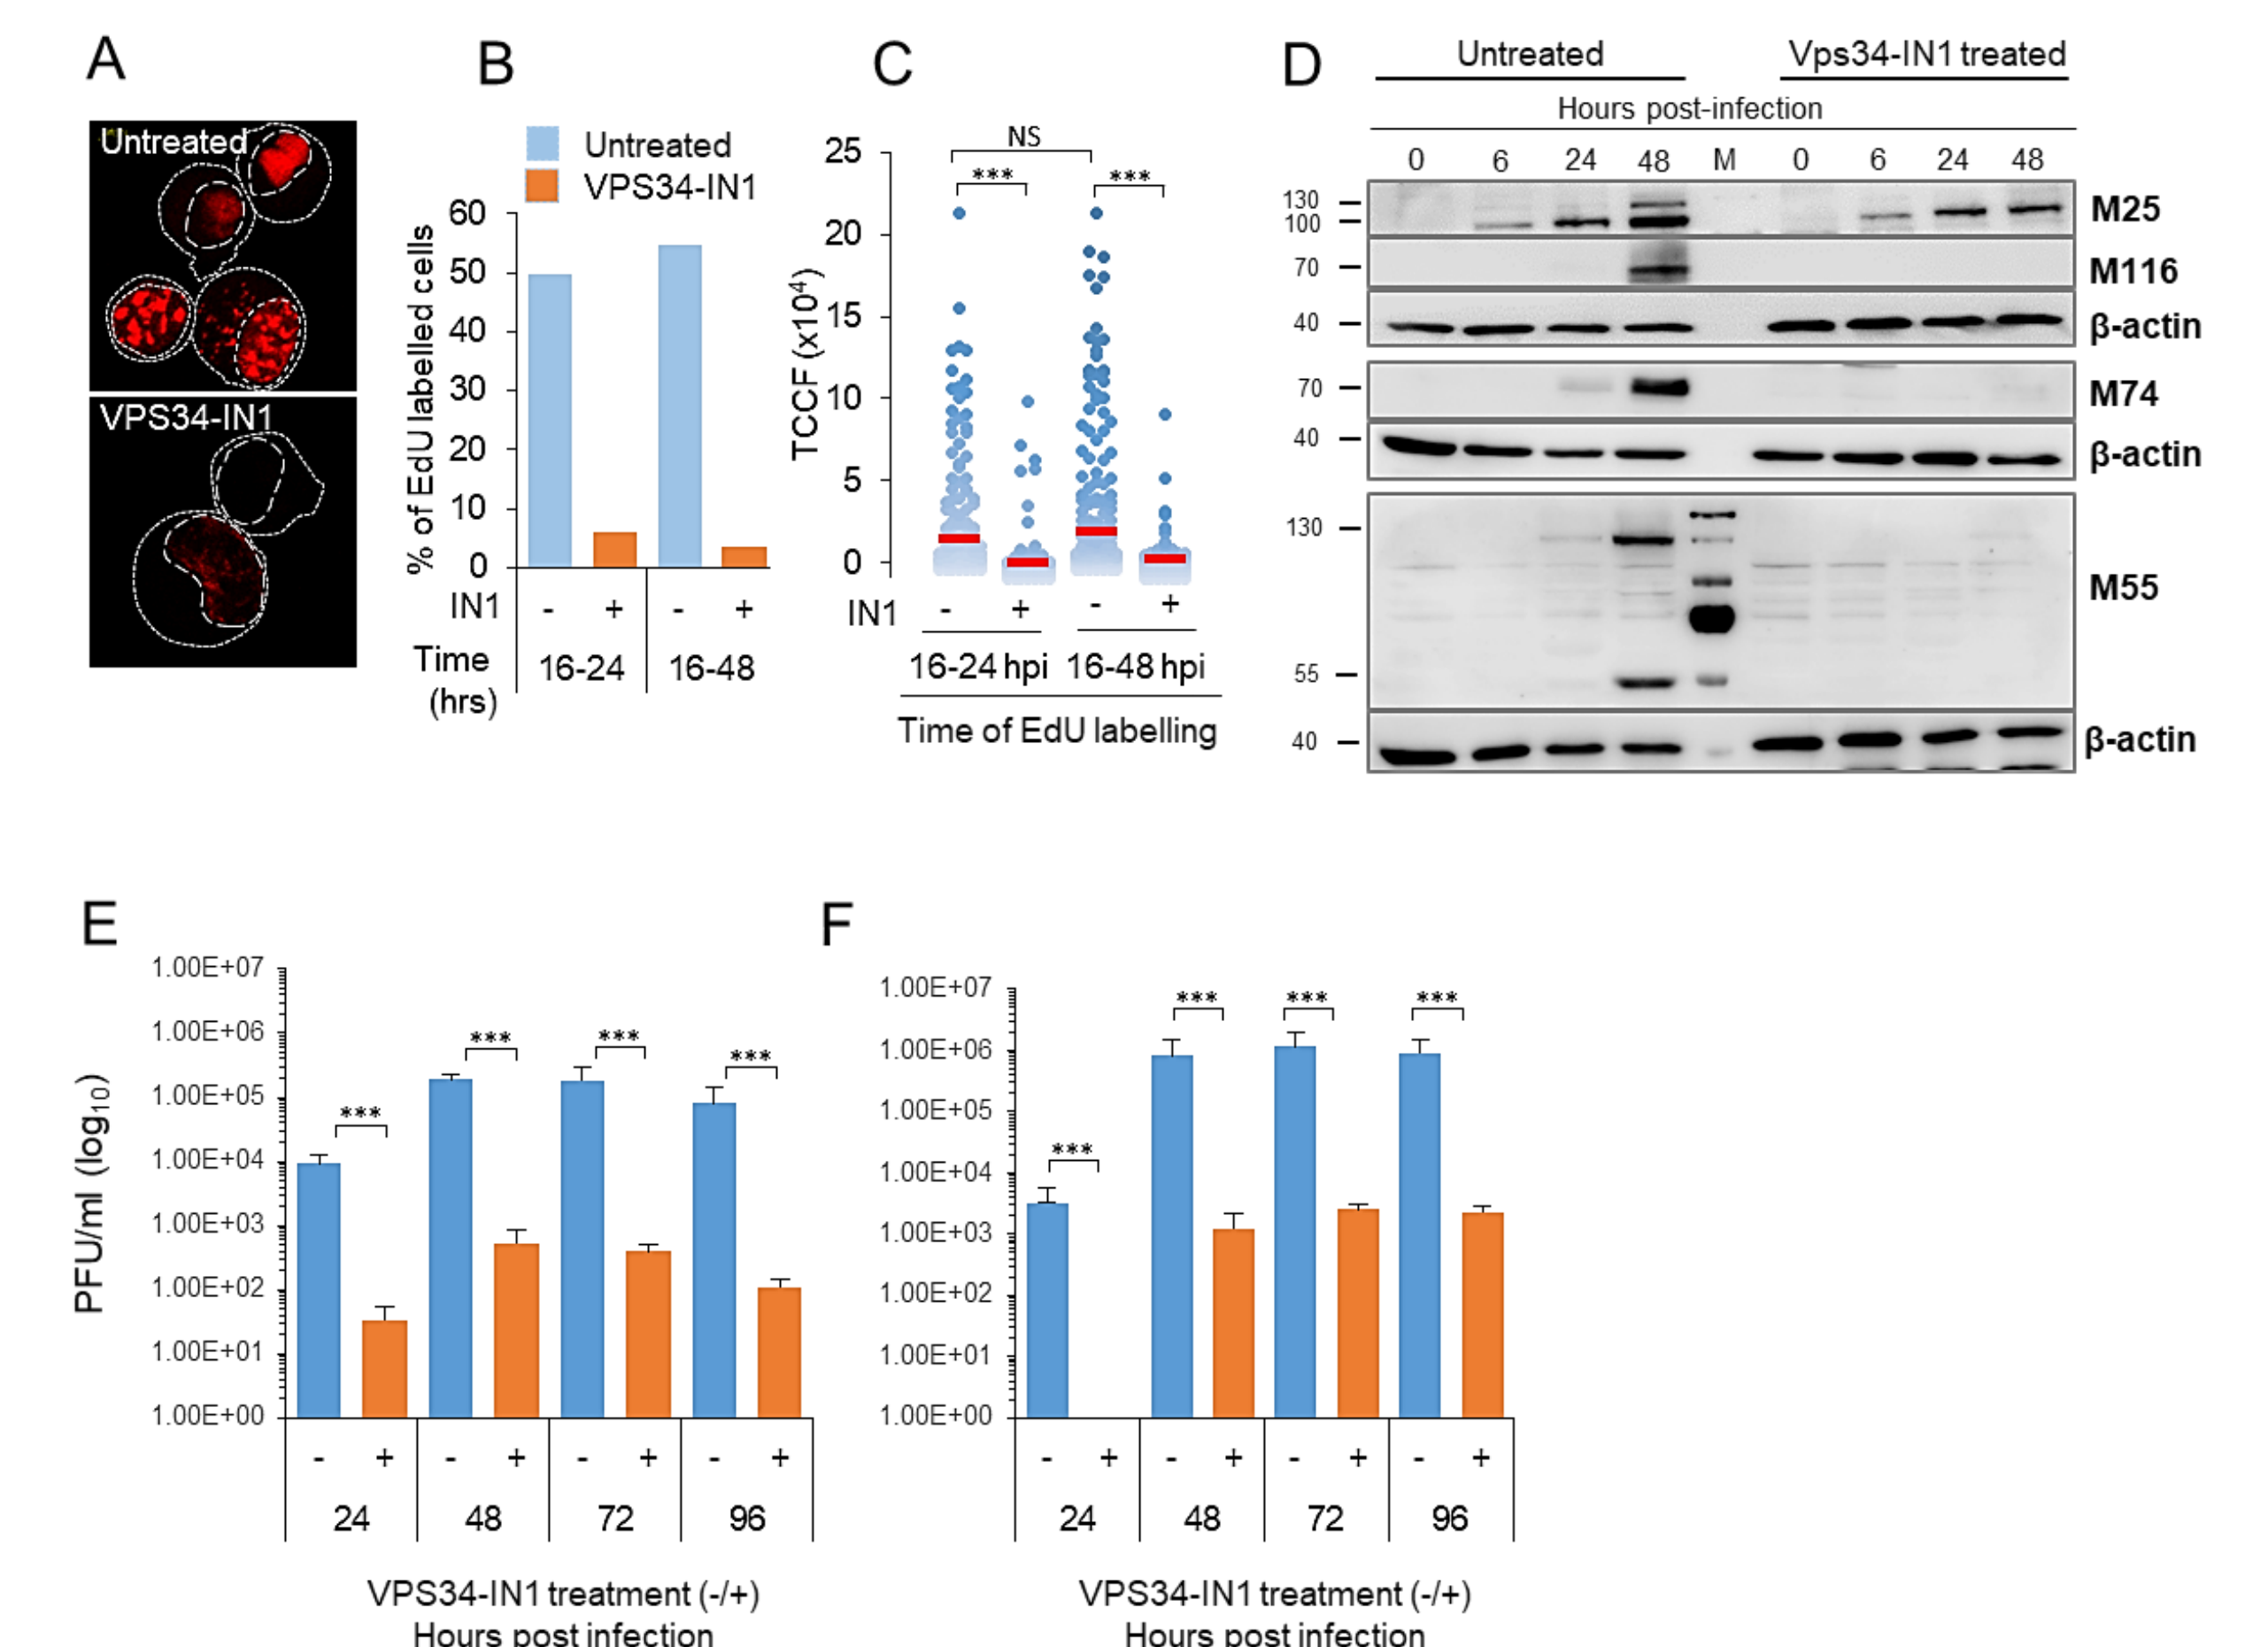 A
Untreated
VPS34-IN1
B
Untreated
VPS34-IN1
% of EdU labelled cells
60
50
40
30
20
10
0
IN1 - + - +
Time (hrs) 16-24 16-48
C
TCCF (x10⁴)
25
20
15
10
5
0
NS
*** ***
IN1 - + - +
16-24 hpi 16-48 hpi
Time of EdU labelling
D
Untreated Vps34-IN1 treated
Hours post-infection
0 6 24 48 M 0 6 24 48
130
100
M25
70
M116
40
β-actin
70
M74
40
β-actin
130
M55
55
40
β-actin
E
PFU/ml (log₁₀)
1.00E+07
1.00E+06
1.00E+05
1.00E+04
1.00E+03
1.00E+02
1.00E+01
1.00E+00
*** *** *** ***
- + - + - + - +
24 48 72 96
VPS34-IN1 treatment (-/+)
Hours post infection
F
1.00E+07
1.00E+06
1.00E+05
1.00E+04
1.00E+03
1.00E+02
1.00E+01
1.00E+00
*** *** *** ***
- + - + - + - +
24 48 72 96
VPS34-IN1 treatment (-/+)
Hours post infection